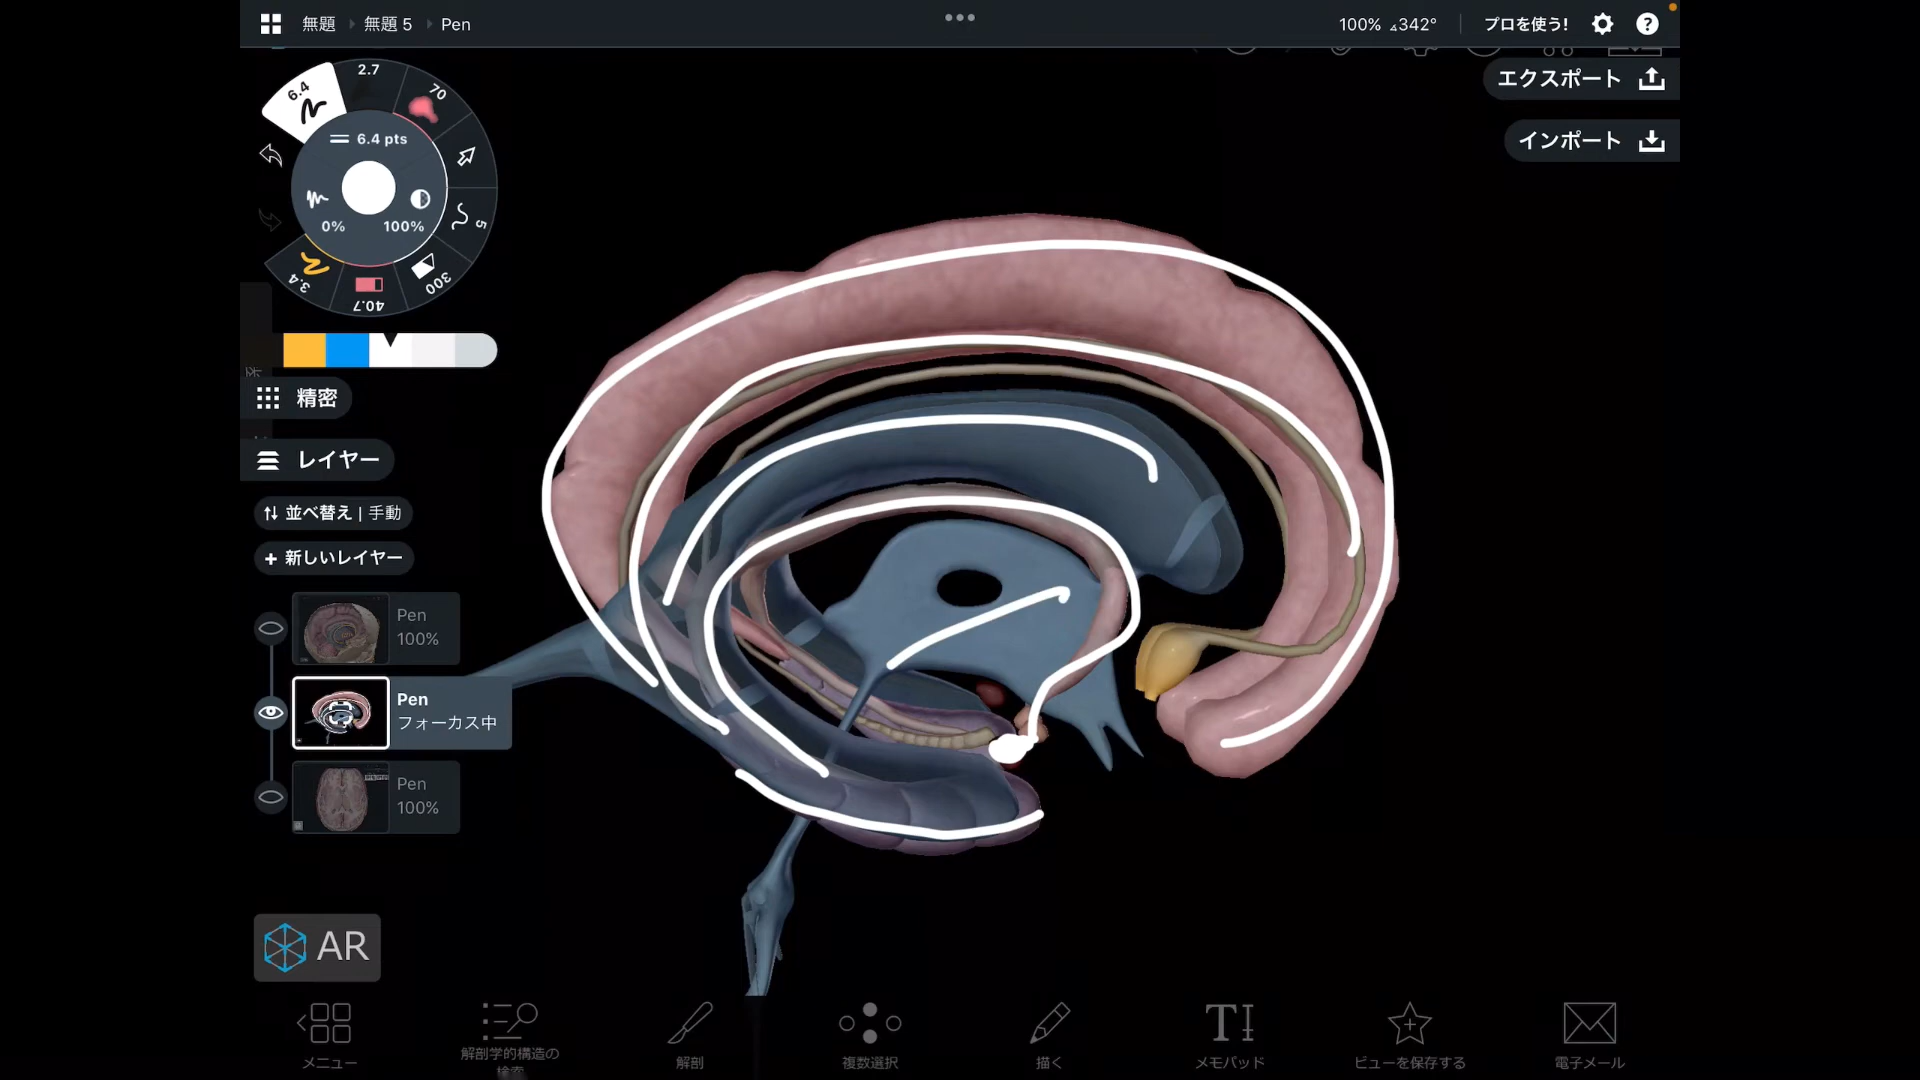 無題 無題 5 Pen
100% ⊿342° プロを使う!
エクスポート
インポート
6.4
2.7
70
6.4 pts
0%
100%
5
300
40.7
3.4
精密
レイヤー
並べ替え | 手動
+ 新しいレイヤー
Pen
100%
Pen
フォーカス中
Pen
100%
AR
メニュー
解剖学的構造の
検索
解剖
複数選択
描く
メモパッド
ビューを保存する
電子メール